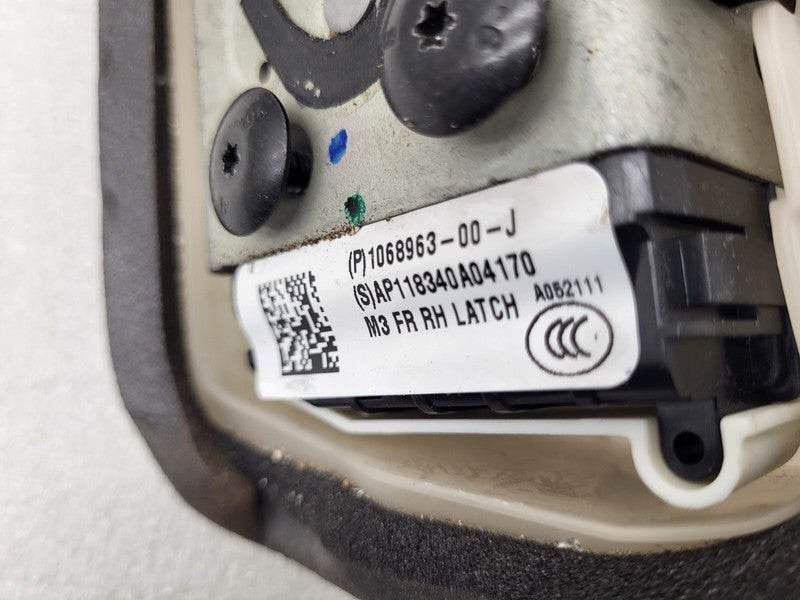 (P)1068963-00-J
(S)AP118340A04170
M3 FR RH LATCH
A052111
CCC